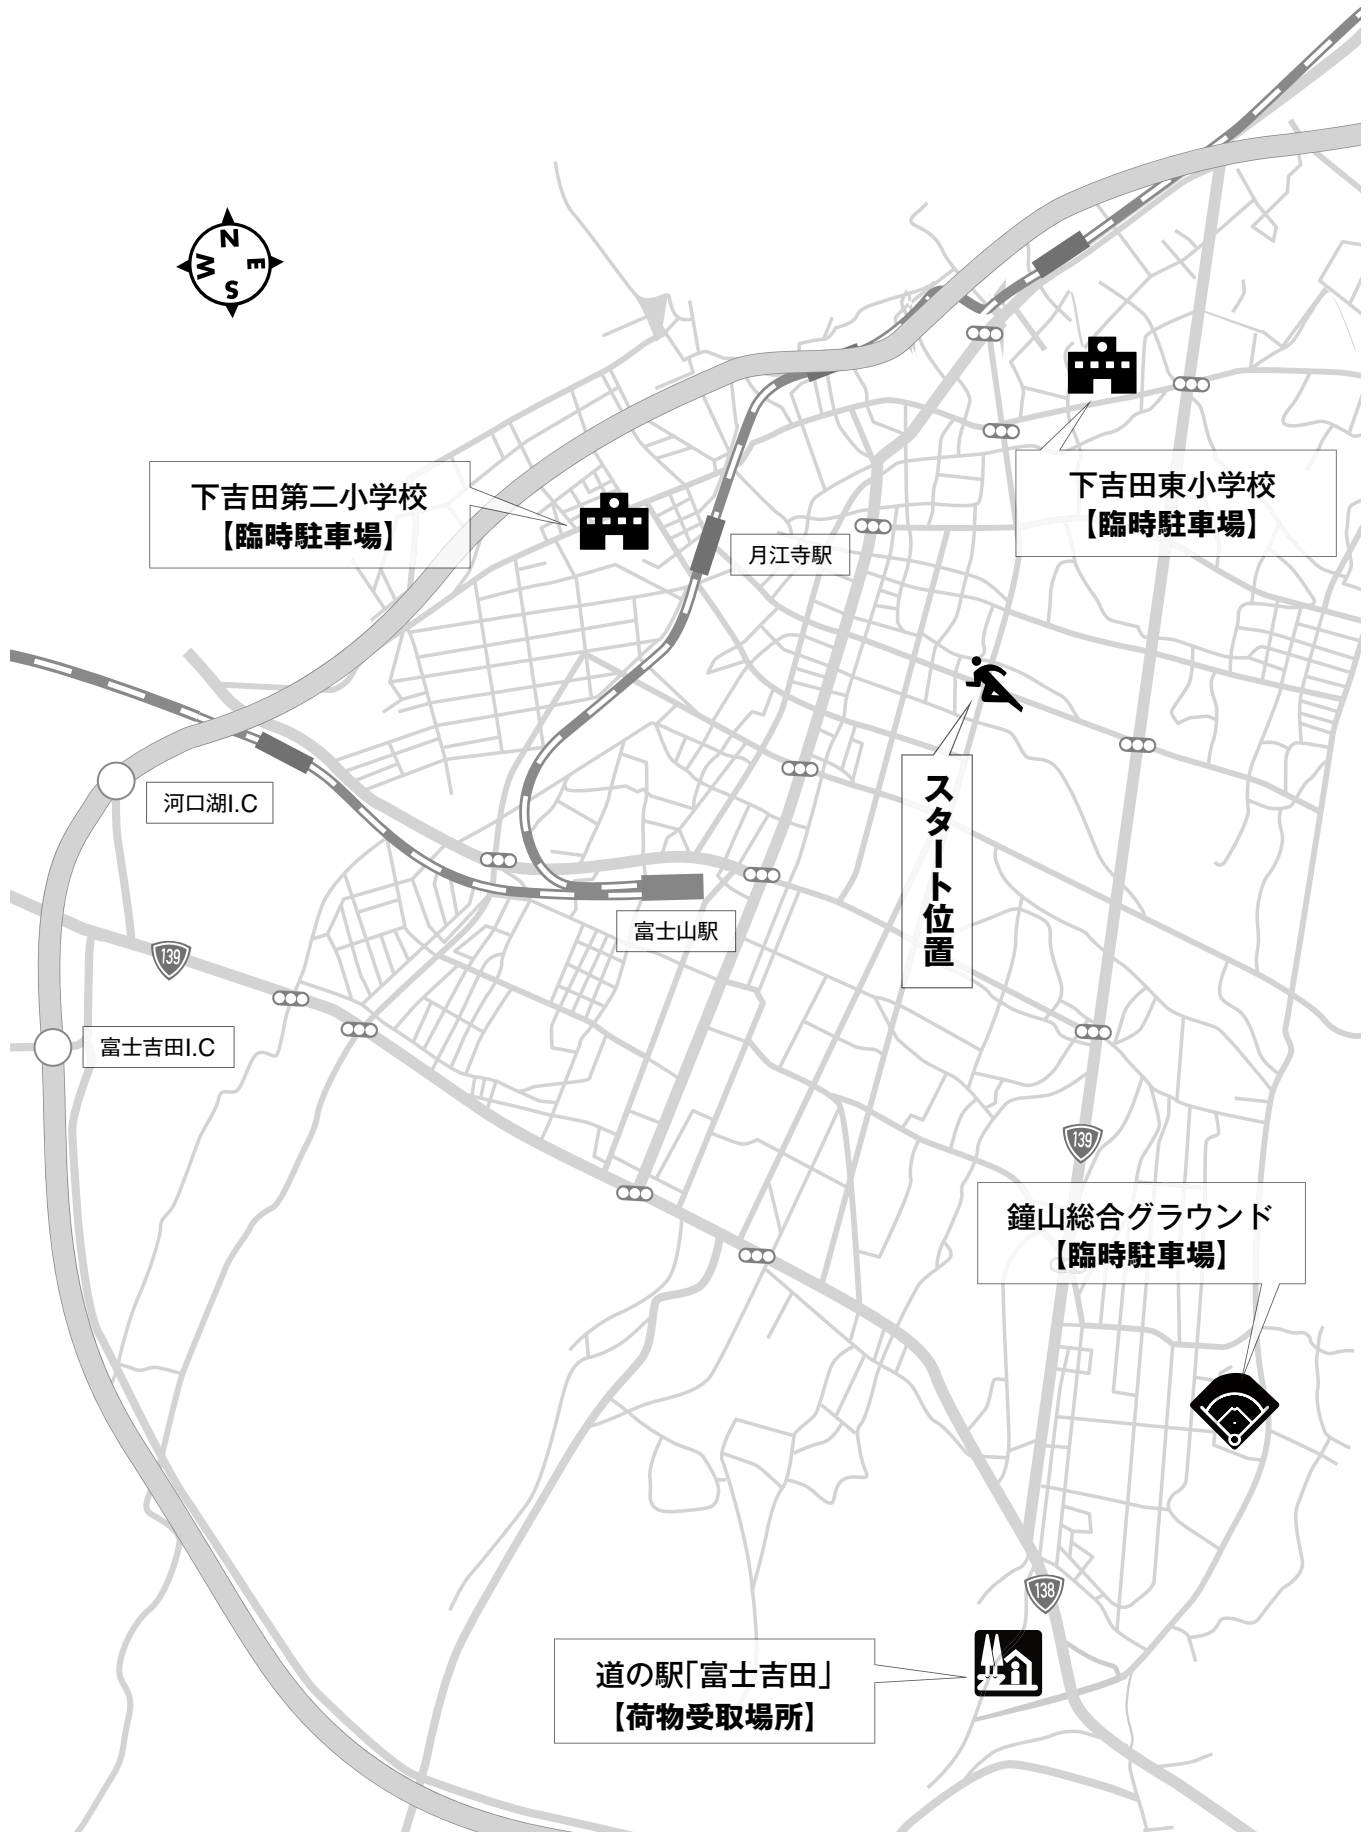 N
W
E
S
下吉田第二小学校
【臨時駐車場】
下吉田東小学校
【臨時駐車場】
月江寺駅
スタート位置
河口湖I.C
富士山駅
139
富士吉田I.C
139
鐘山総合グラウンド
【臨時駐車場】
138
道の駅「富士吉田」
【荷物受取場所】